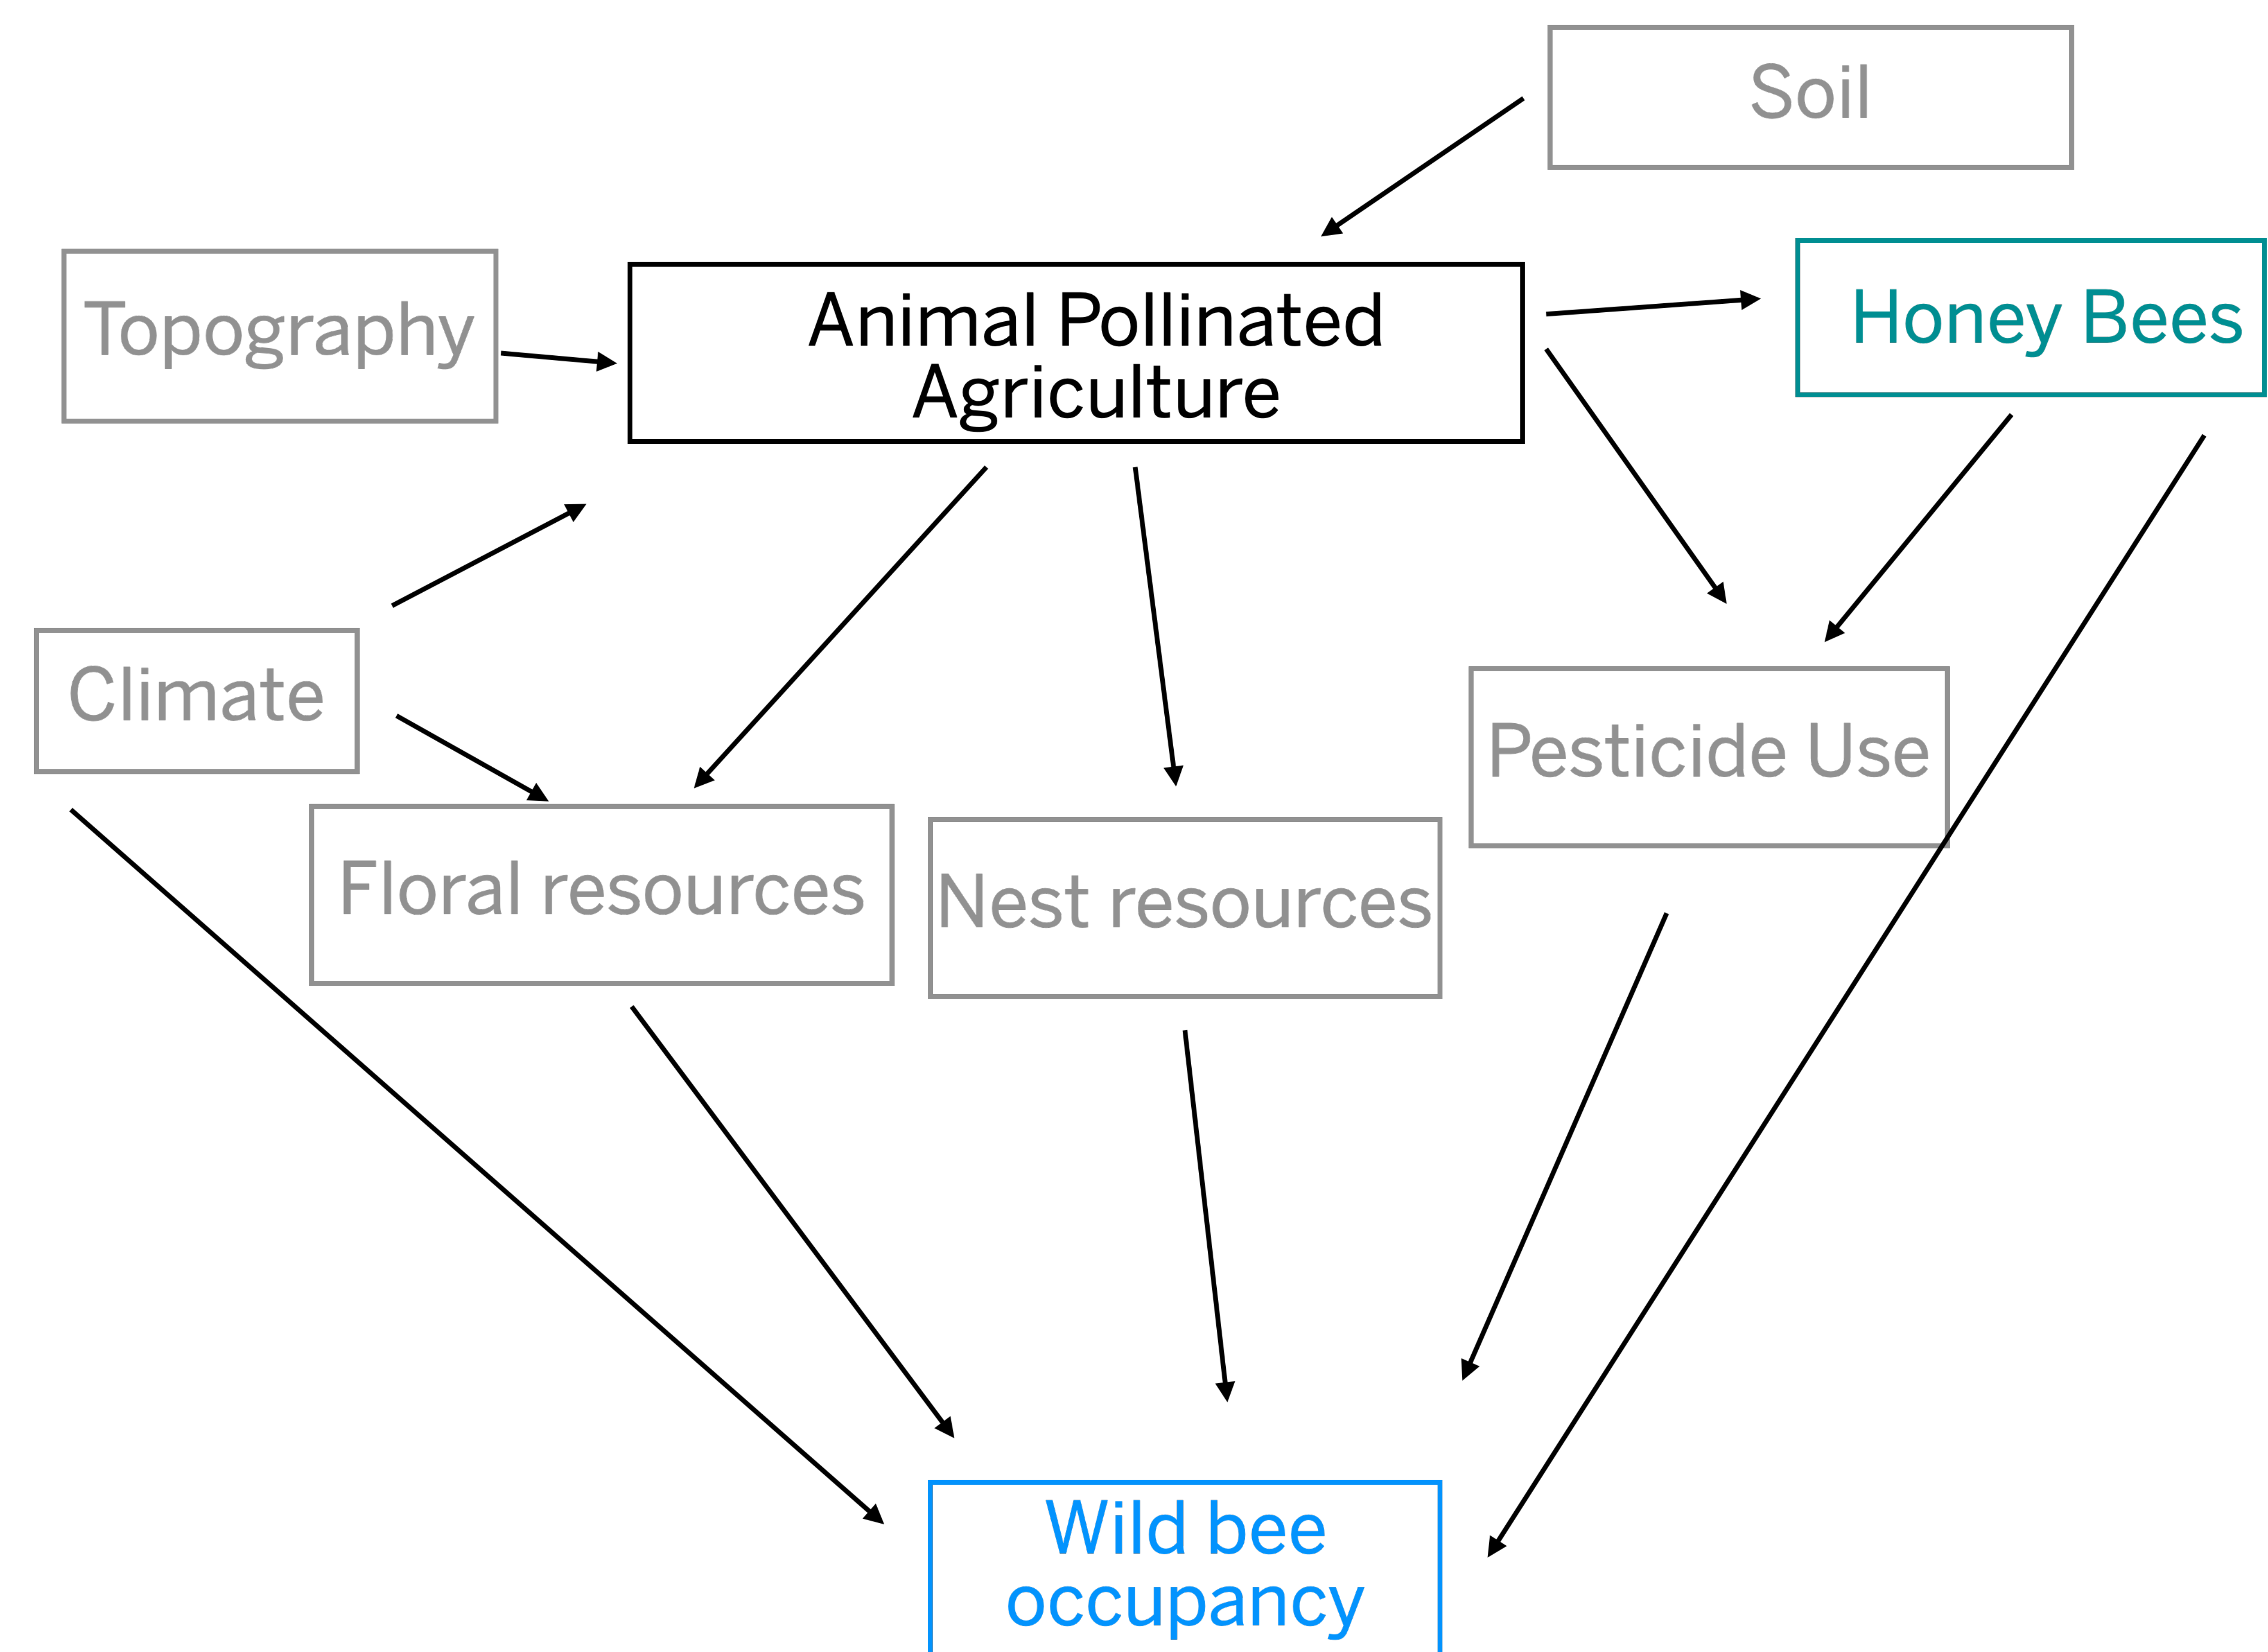 Soil
Topography
Animal Pollinated
Agriculture
Honey Bees
Climate
Pesticide Use
Floral resources
Nest resources
Wild bee
occupancy